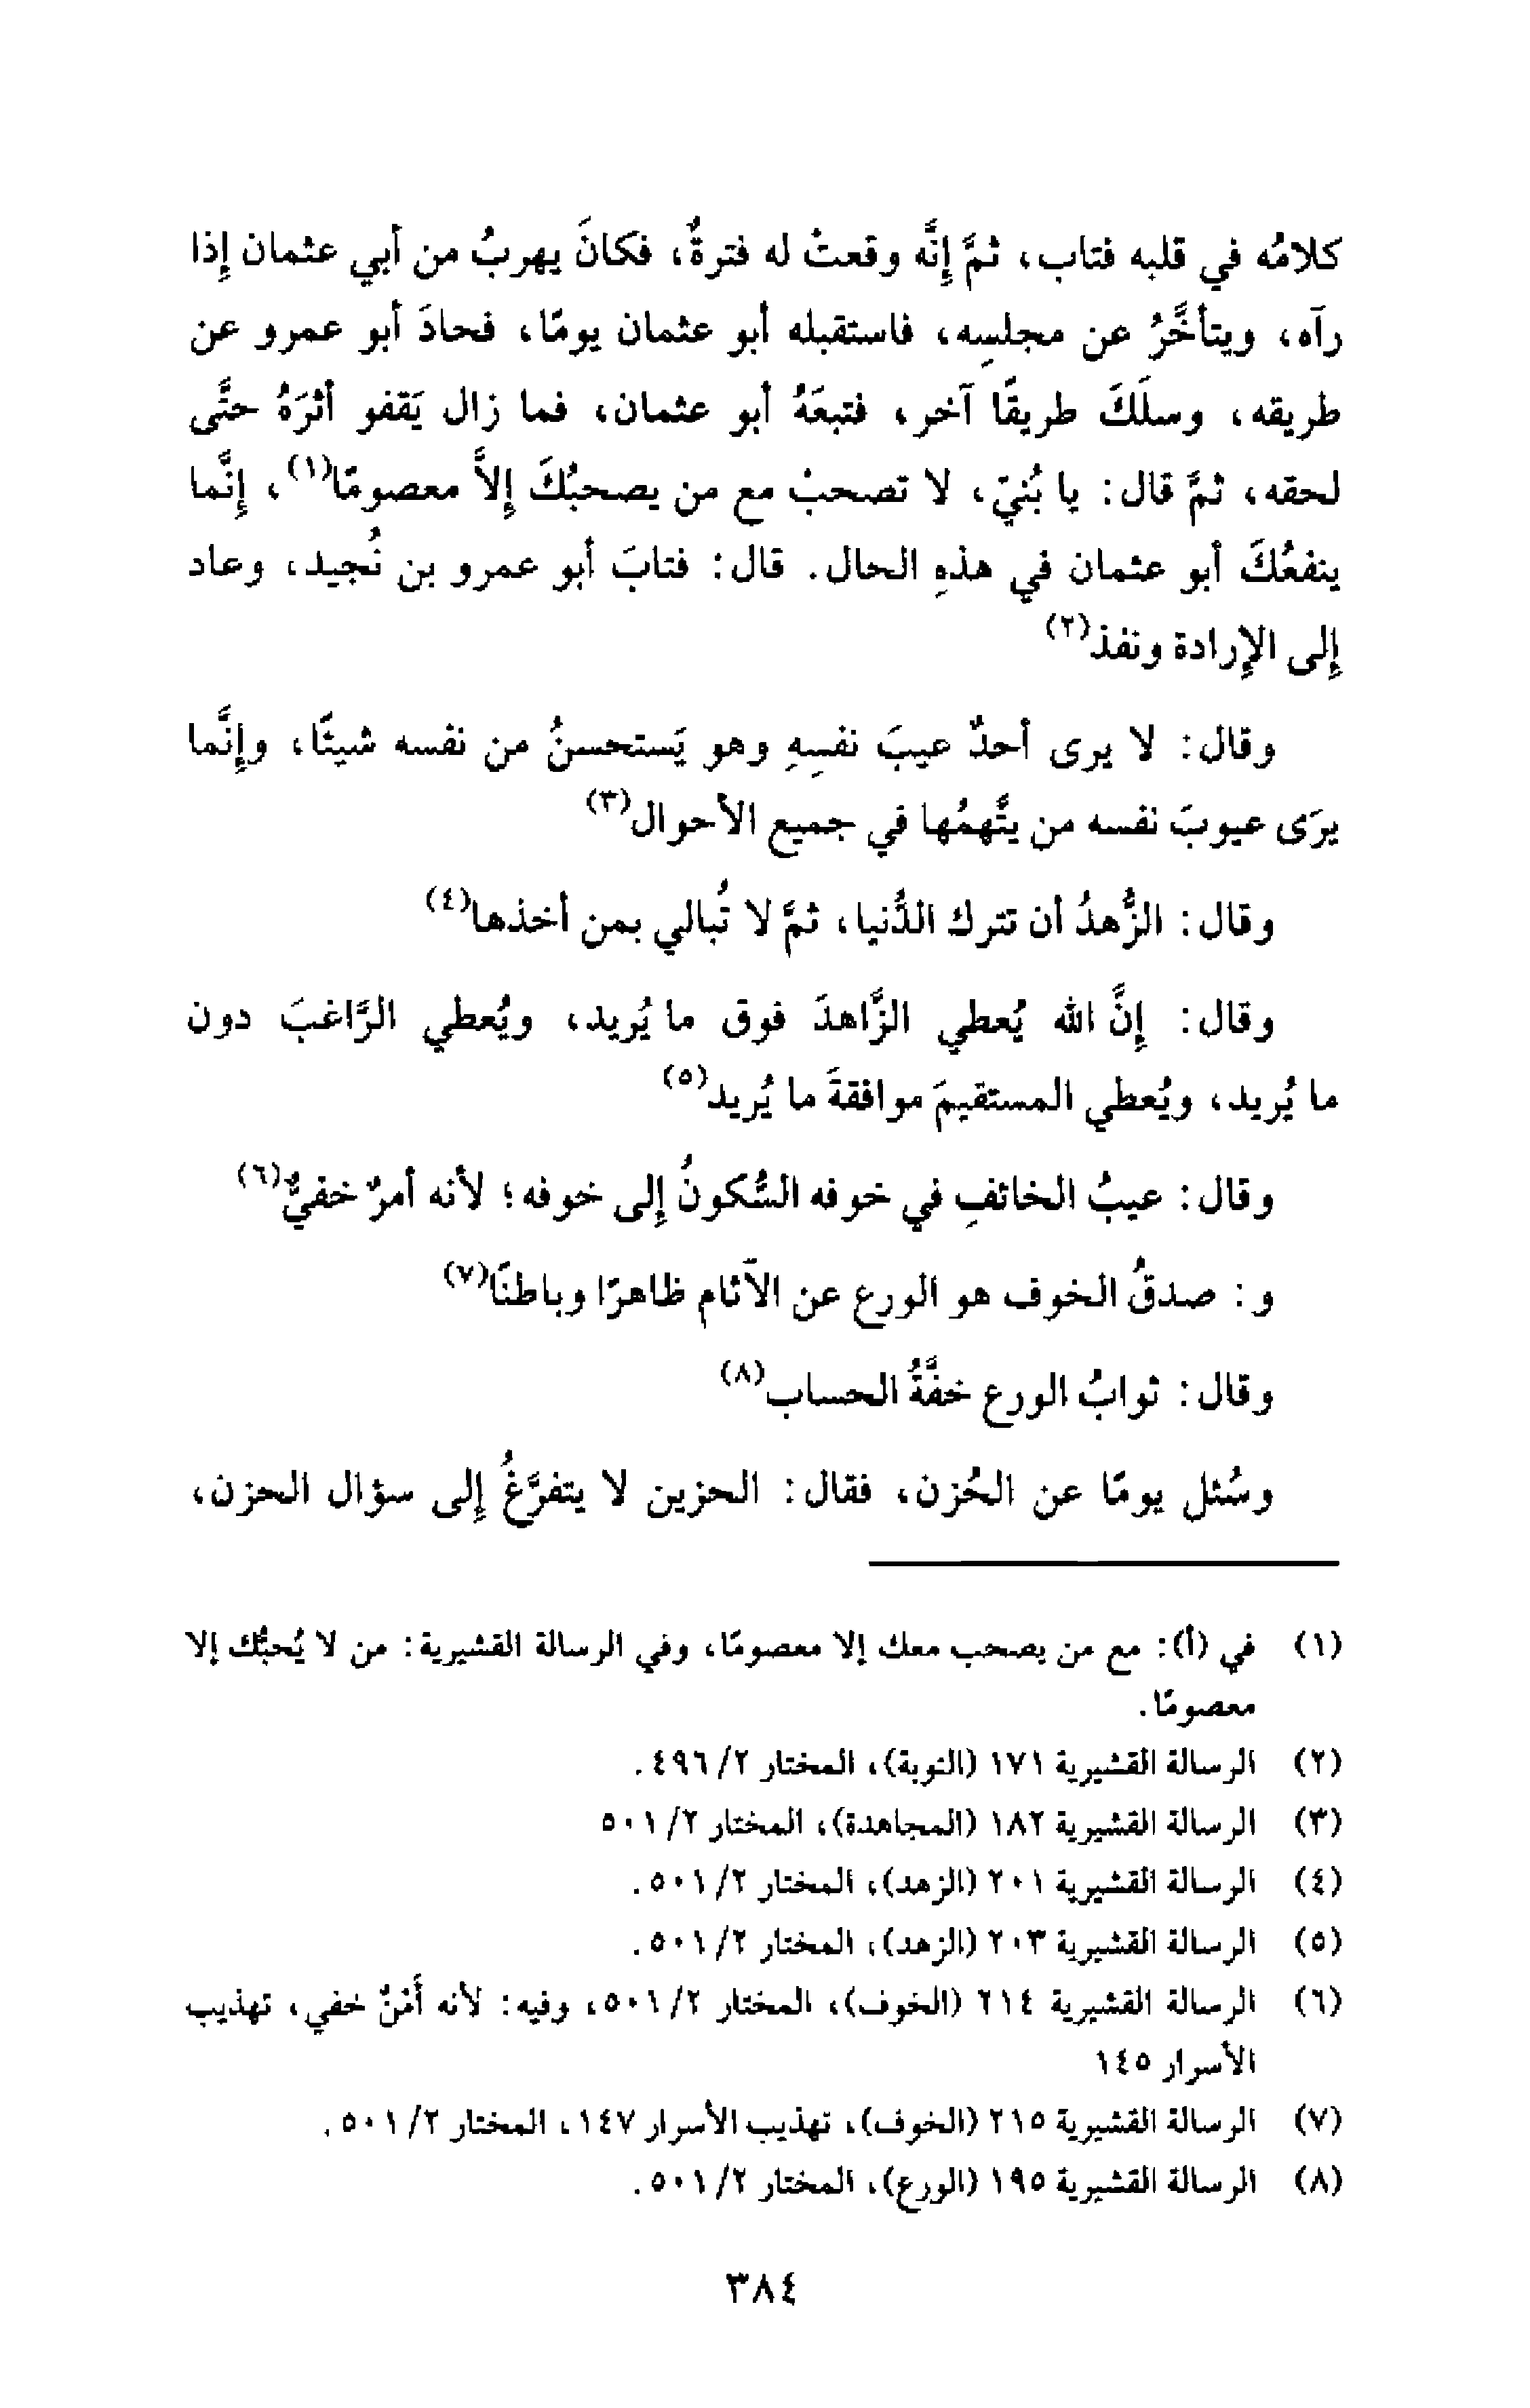 كلامُه في قلبه فتاب، ثمَّ إنَّه وقعتْ له فترةٌ، فكانَ يهربُ من أبي عثمان إذا
رآه، ويتأخَّرُ عن مجلسِه، فاستقبله أبو عثمان يومًا، فحادَ أبو عمرو عن
طريقه، وسلَكَ طريقًا آخر، فتبعَهُ أبو عثمان، فما زال يَقفو أثرَهُ حتَّى
لحقه، ثمَّ قال: يا بُنيّ، لا تصحبْ مع من يصحبُكَ إلاَّ معصومًا(١)، إنَّما
ينفعُكَ أبو عثمان في هذهِ الحال. قال: فتابَ أبو عمرو بن نُجيد، وعاد
إلى الإرادة ونفذ(٢)
وقال: لا يرى أحدٌ عيبَ نفسِهِ وهو يَستحسنُ من نفسه شيئًا، وإنَّما
يرَى عيوبَ نفسه من يتَّهمُها في جميع الأحوال(٣)
وقال: الزُّهدُ أن تترك الدُّنيا، ثمَّ لا تُبالي بمن أخذها(٤)
وقال: إنَّ الله يُعطي الزَّاهدَ فوق ما يُريد، ويُعطي الرَّاغبَ دون
ما يُريد، ويُعطي المستقيمَ موافقةَ ما يُريد(٥)
وقال: عيبُ الخائفِ في خوفه السُّكونُ إلى خوفه؛ لأنه أمرٌ خفيٌّ(٦)
و: صدقُ الخوف هو الورع عن الآثام ظاهرًا وباطنًا(٧)
وقال: ثوابُ الورع خفَّةُ الحساب(٨)
وسُئل يومًا عن الحُزن، فقال: الحزين لا يتفرَّغُ إلى سؤال الحزن،
(١) في (أ): مع من يصحب معك إلا معصومًا، وفي الرسالة القشيرية: من لا يُحبُّك إلا
معصومًا.
(٢) الرسالة القشيرية ١٧١ (التوبة)، المختار ٢/ ٤٩٦.
(٣) الرسالة القشيرية ١٨٢ (المجاهدة)، المختار ٢/ ٥٠١
(٤) الرسالة القشيرية ٢٠١ (الزهد)، المختار ٢/ ٥٠١.
(٥) الرسالة القشيرية ٢٠٣ (الزهد)، المختار ٢/ ٥٠١.
(٦) الرسالة القشيرية ٢١٤ (الخوف)، المختار ٢/ ٥٠١، وفيه: لأنه أَمْنٌ خفي، تهذيب
الأسرار ١٤٥
(٧) الرسالة القشيرية ٢١٥ (الخوف)، تهذيب الأسرار ١٤٧، المختار ٢/ ٥٠١.
(٨) الرسالة القشيرية ١٩٥ (الورع)، المختار ٢/ ٥٠١.
٣٨٤